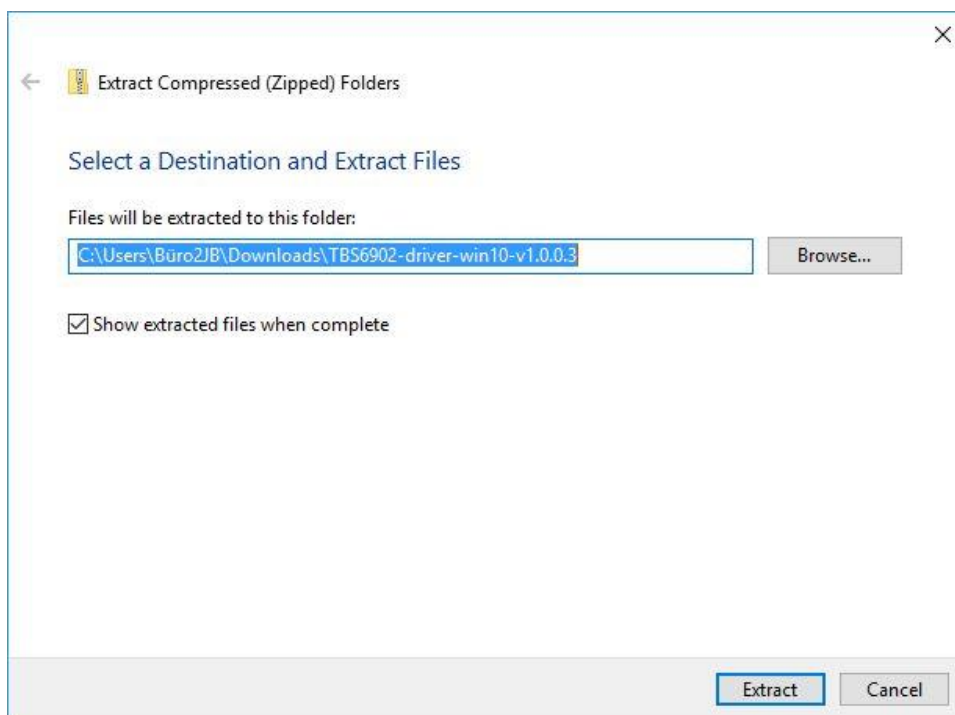 Extract Compressed (Zipped) Folders
Select a Destination and Extract Files
Files will be extracted to this folder:
C:\Users\Büro2JB\Downloads\TBS6902-driver-win10-v1.0.0.3
Browse...
Show extracted files when complete
Extract
Cancel